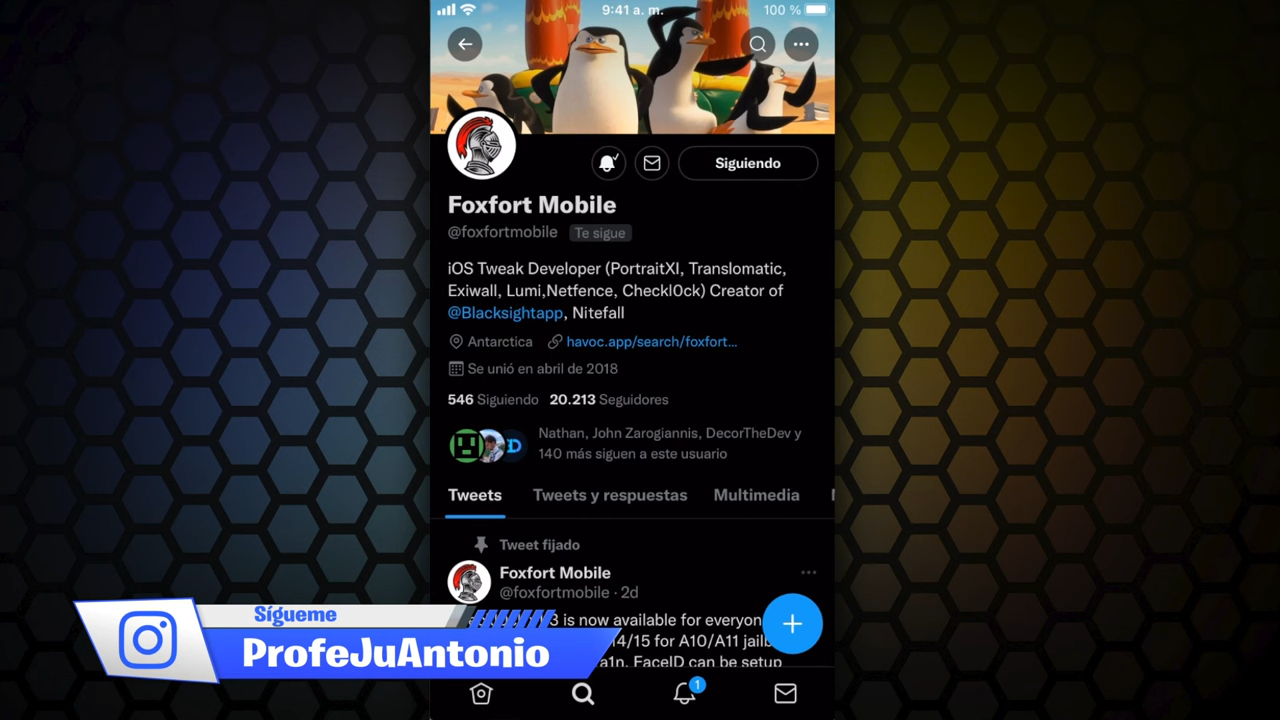 9:41 a. m.
100 %
Siguiendo
Foxfort Mobile
@foxfortmobile Te sigue
iOS Tweak Developer (PortraitXI, Translomatic,
Exiwall, Lumi,Netfence, Checkl0ck) Creator of
@Blacksightapp, Nitefall
Antarctica havoc.app/search/foxfort...
Se unió en abril de 2018
546 Siguiendo 20.213 Seguidores
Nathan, John Zarogiannis, DecorTheDev y
140 más siguen a este usuario
Tweets Tweets y respuestas Multimedia
Tweet fijado
Foxfort Mobile
@foxfortmobile · 2d
is now available for everyon
14/15 for A10/A11
FaceID can be setup
1
Sígueme
ProfeJuAntonio